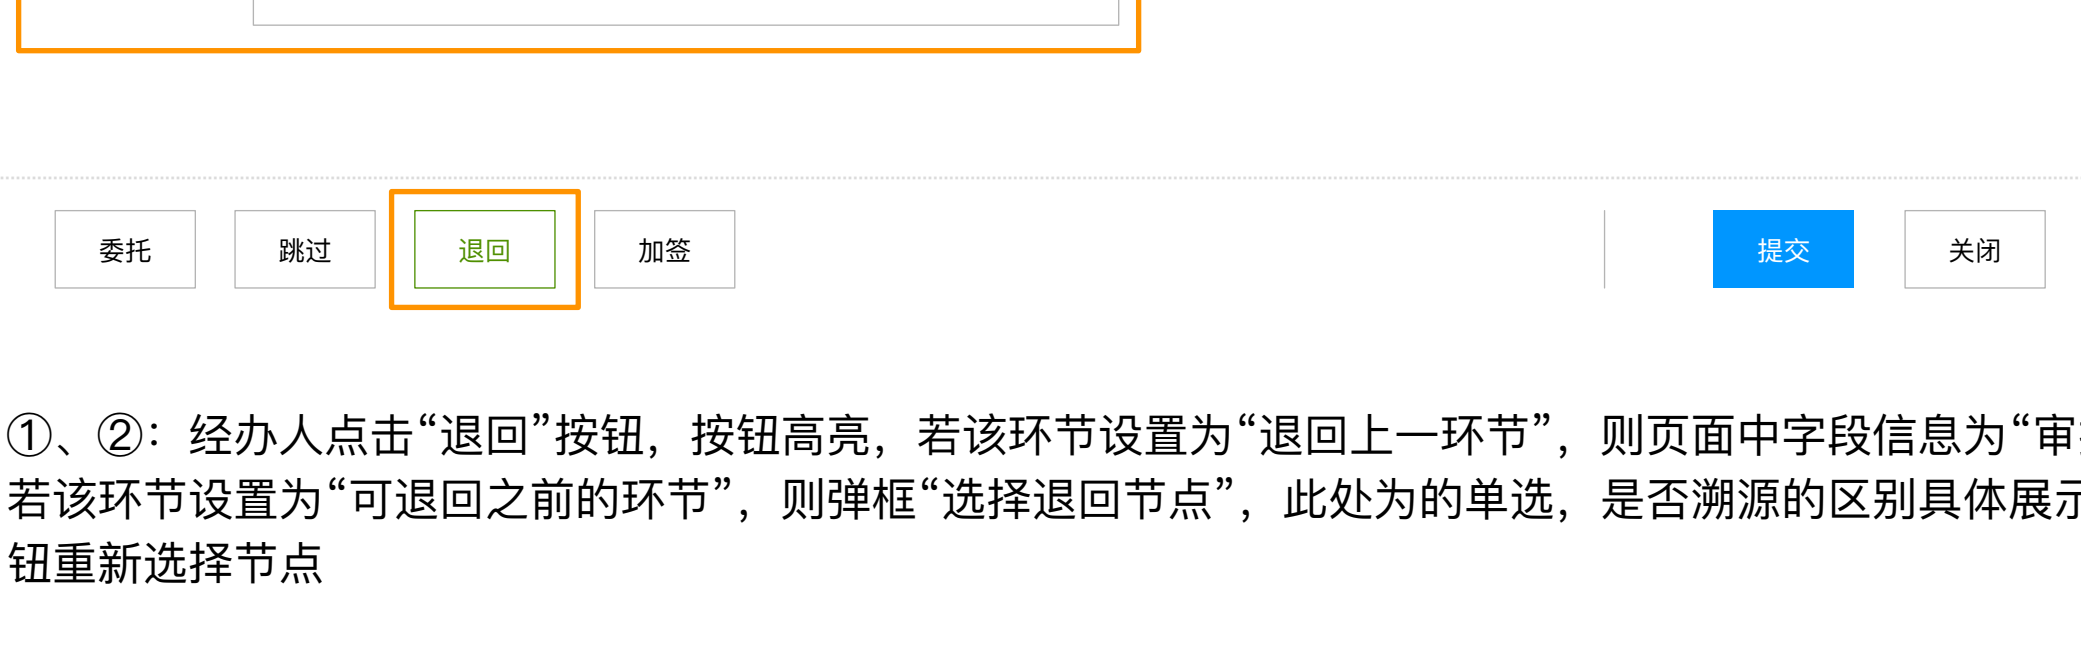 委托 跳过 退回 加签 提交 关闭
①、②：经办人点击“退回”按钮，按钮高亮，若该环节设置为“退回上一环节”，则页面中字段信息为“审
若该环节设置为“可退回之前的环节”，则弹框“选择退回节点”，此处为的单选，是否溯源的区别具体展示
钮重新选择节点